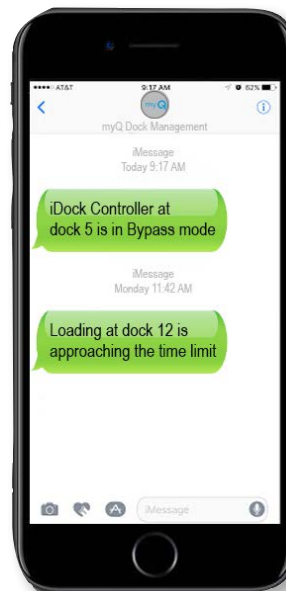 AT&T 9:17 AM 62%
myQ
myQ Dock Management
iMessage
Today 9:17 AM
iDock Controller at
dock 5 is in Bypass mode
iMessage
Monday 11:42 AM
Loading at dock 12 is
approaching the time limit
iMessage